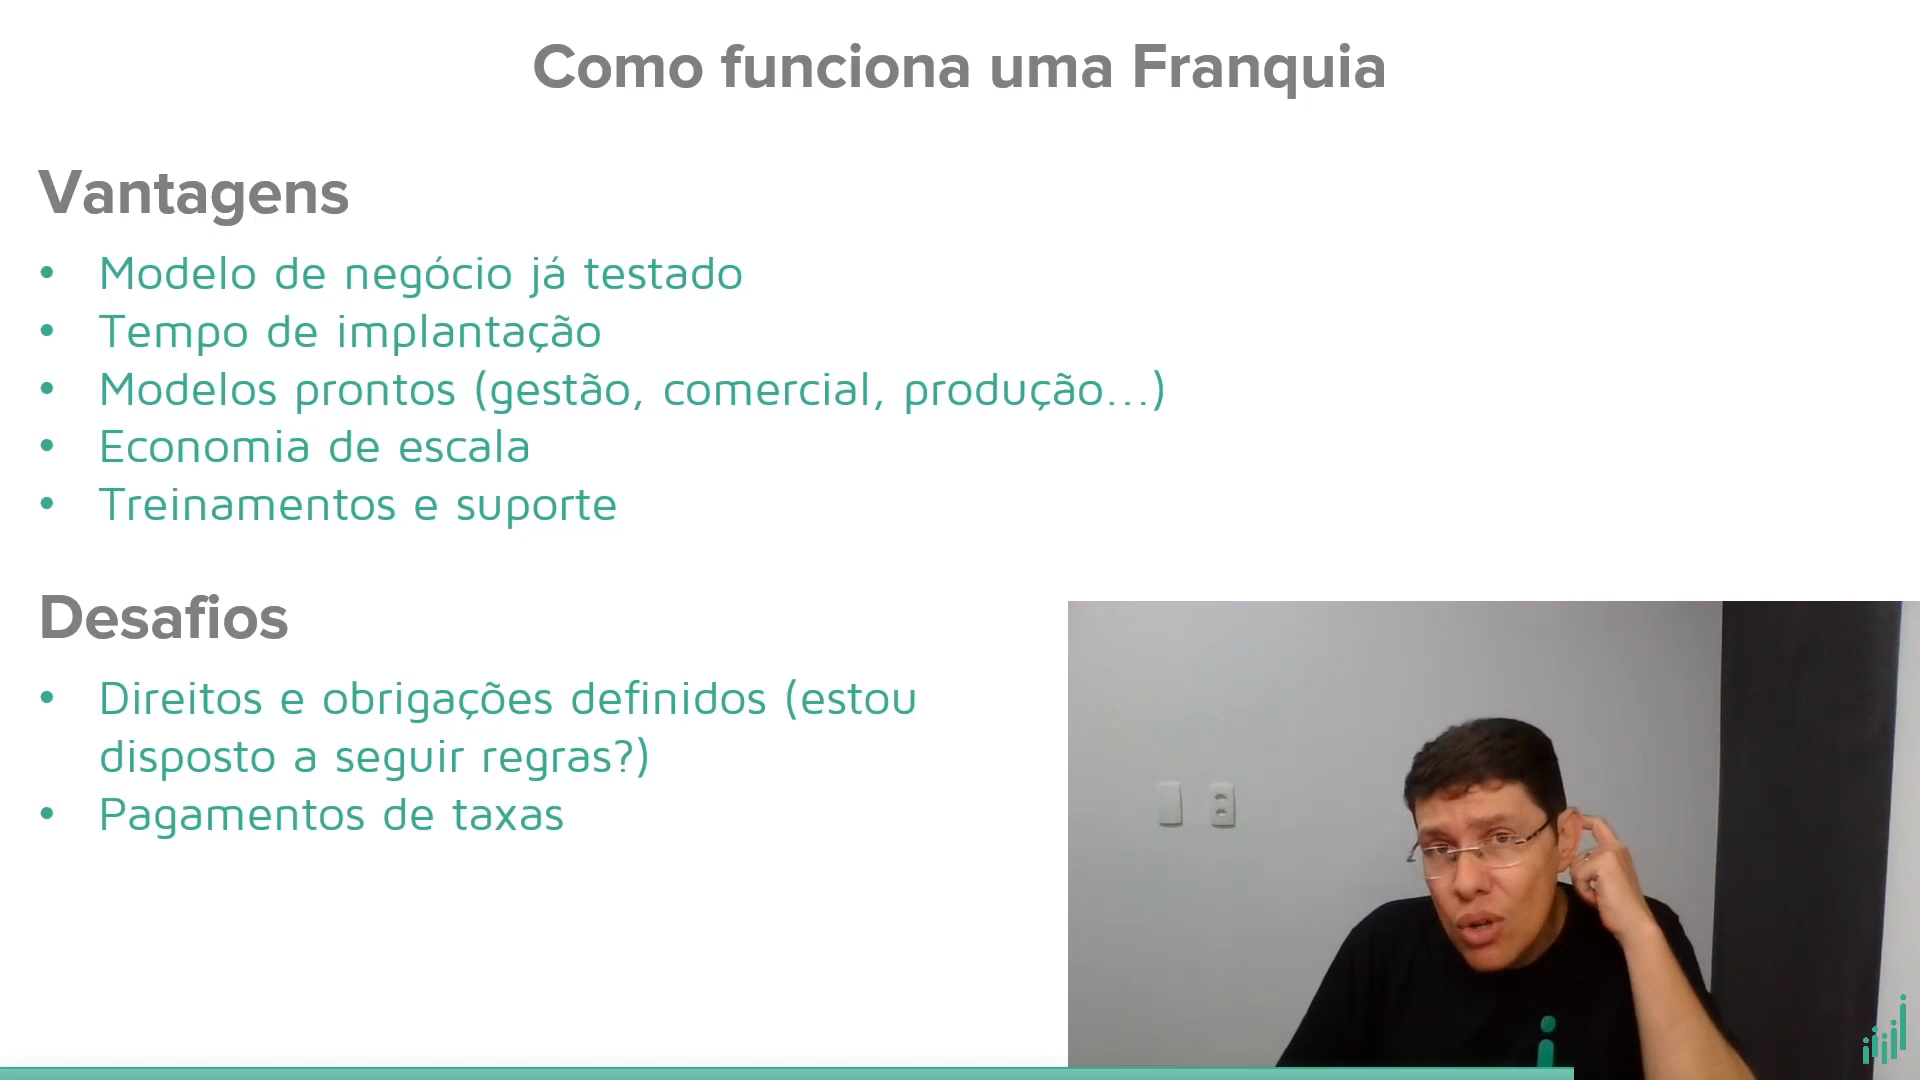 Como funciona uma Franquia
Vantagens
• Modelo de negócio já testado
• Tempo de implantação
• Modelos prontos (gestão, comercial, produção...)
• Economia de escala
• Treinamentos e suporte
Desafios
• Direitos e obrigações definidos (estou
disposto a seguir regras?)
• Pagamentos de taxas